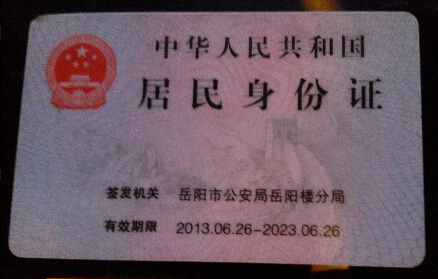 中华人民共和国
居民身份证
签发机关 岳阳市公安局岳阳楼分局
有效期限 2013.06.26-2023.06.26